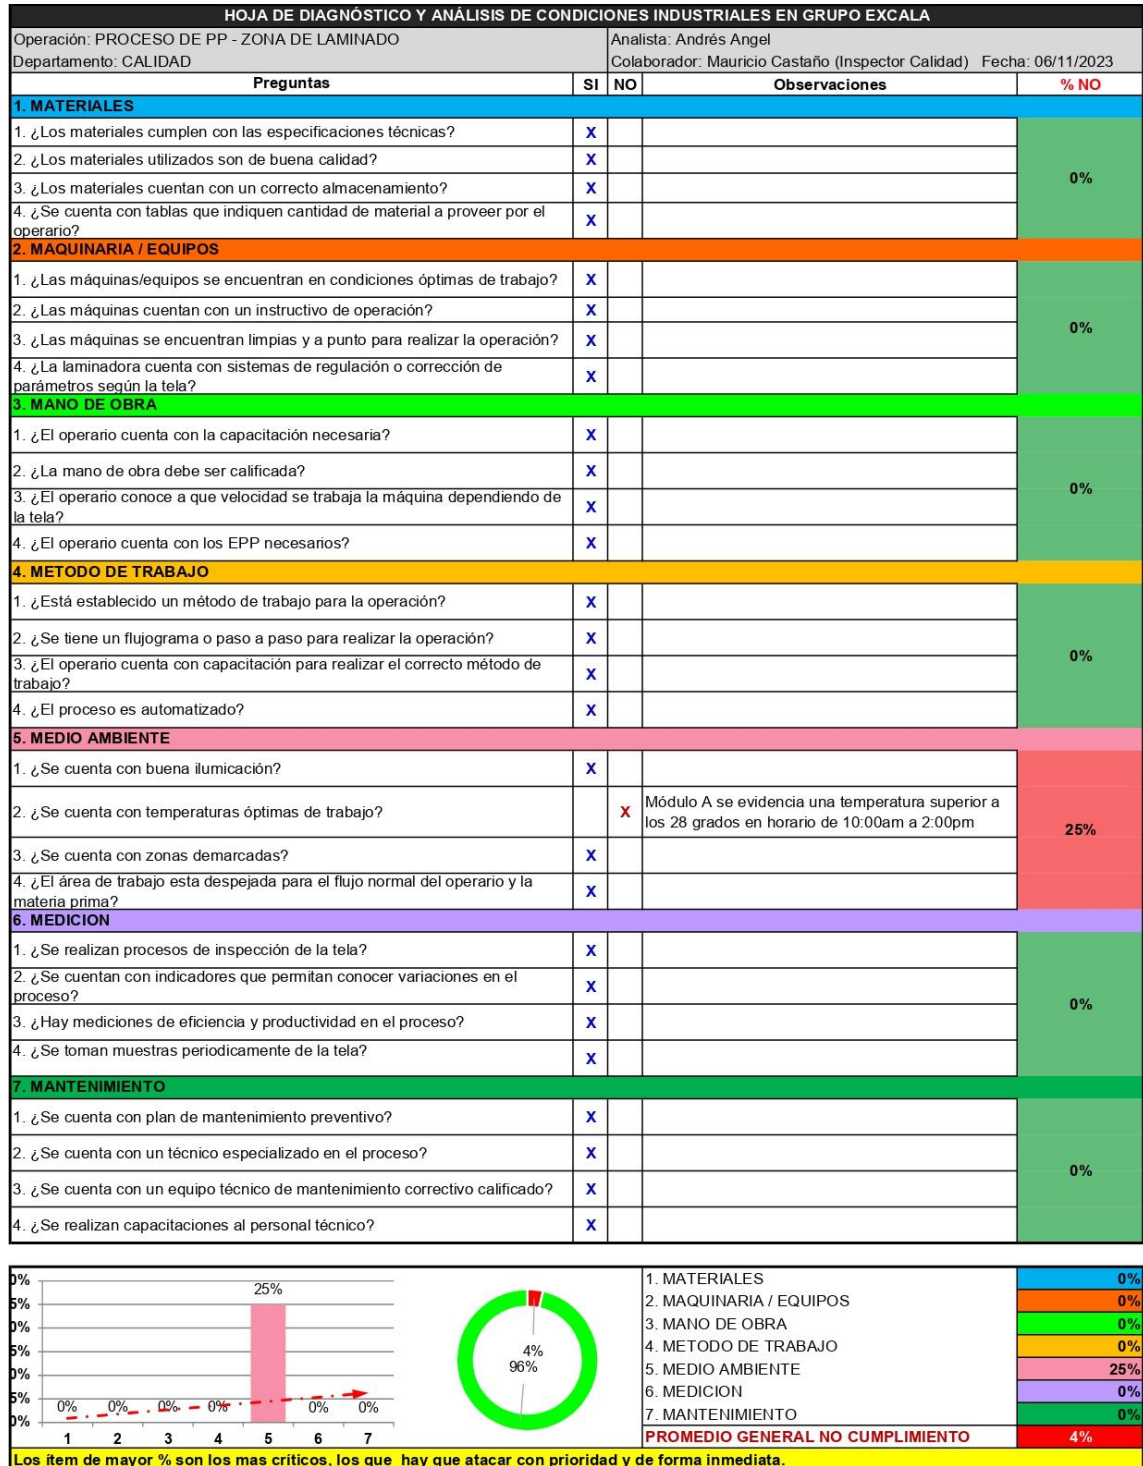 HOJA DE DIAGNÓSTICO Y ANÁLISIS DE CONDICIONES INDUSTRIALES EN GRUPO EXCALA
Operación: PROCESO DE PP - ZONA DE LAMINADO
Analista: Andrés Angel
Departamento: CALIDAD
Colaborador: Mauricio Castaño (Inspector Calidad) Fecha: 06/11/2023
Preguntas SI NO Observaciones % NO
1. MATERIALES
1. ¿Los materiales cumplen con las especificaciones técnicas? X
2. ¿Los materiales utilizados son de buena calidad? X
3. ¿Los materiales cuentan con un correcto almacenamiento? X
0%
4. ¿Se cuenta con tablas que indiquen cantidad de material a proveer por el
operario? X
2. MAQUINARIA / EQUIPOS
1. ¿Las máquinas/equipos se encuentran en condiciones óptimas de trabajo? X
2. ¿Las máquinas cuentan con un instructivo de operación? X
0%
3. ¿Las máquinas se encuentran limpias y a punto para realizar la operación? X
4. ¿La laminadora cuenta con sistemas de regulación o corrección de
parámetros según la tela? X
3. MANO DE OBRA
1. ¿El operario cuenta con la capacitación necesaria? X
2. ¿La mano de obra debe ser calificada? X
0%
3. ¿El operario conoce a que velocidad se trabaja la máquina dependiendo de
la tela? X
4. ¿El operario cuenta con los EPP necesarios? X
4. METODO DE TRABAJO
1. ¿Está establecido un método de trabajo para la operación? X
2. ¿Se tiene un flujograma o paso a paso para realizar la operación? X
0%
3. ¿El operario cuenta con capacitación para realizar el correcto método de
trabajo? X
4. ¿El proceso es automatizado? X
5. MEDIO AMBIENTE
1. ¿Se cuenta con buena ilumicación? X
2. ¿Se cuenta con temperaturas óptimas de trabajo? X
Módulo A se evidencia una temperatura superior a
los 28 grados en horario de 10:00am a 2:00pm
25%
3. ¿Se cuenta con zonas demarcadas? X
4. ¿El área de trabajo esta despejada para el flujo normal del operario y la
materia prima? X
6. MEDICION
1. ¿Se realizan procesos de inspección de la tela? X
2. ¿Se cuentan con indicadores que permitan conocer variaciones en el
proceso? X
0%
3. ¿Hay mediciones de eficiencia y productividad en el proceso? X
4. ¿Se toman muestras periodicamente de la tela? X
7. MANTENIMIENTO
1. ¿Se cuenta con plan de mantenimiento preventivo? X
2. ¿Se cuenta con un técnico especializado en el proceso? X
0%
3. ¿Se cuenta con un equipo técnico de mantenimiento correctivo calificado? X
4. ¿Se realizan capacitaciones al personal técnico? X
0%
5%
0%
5%
0%
5%
0%
0% 0% 0% 0% 25% 0% 0%
1 2 3 4 5 6 7
4%
96%
1. MATERIALES 0%
2. MAQUINARIA / EQUIPOS 0%
3. MANO DE OBRA 0%
4. METODO DE TRABAJO 0%
5. MEDIO AMBIENTE 25%
6. MEDICION 0%
7. MANTENIMIENTO 0%
PROMEDIO GENERAL NO CUMPLIMIENTO 4%
Los ítem de mayor % son los mas críticos, los que hay que atacar con prioridad y de forma inmediata.